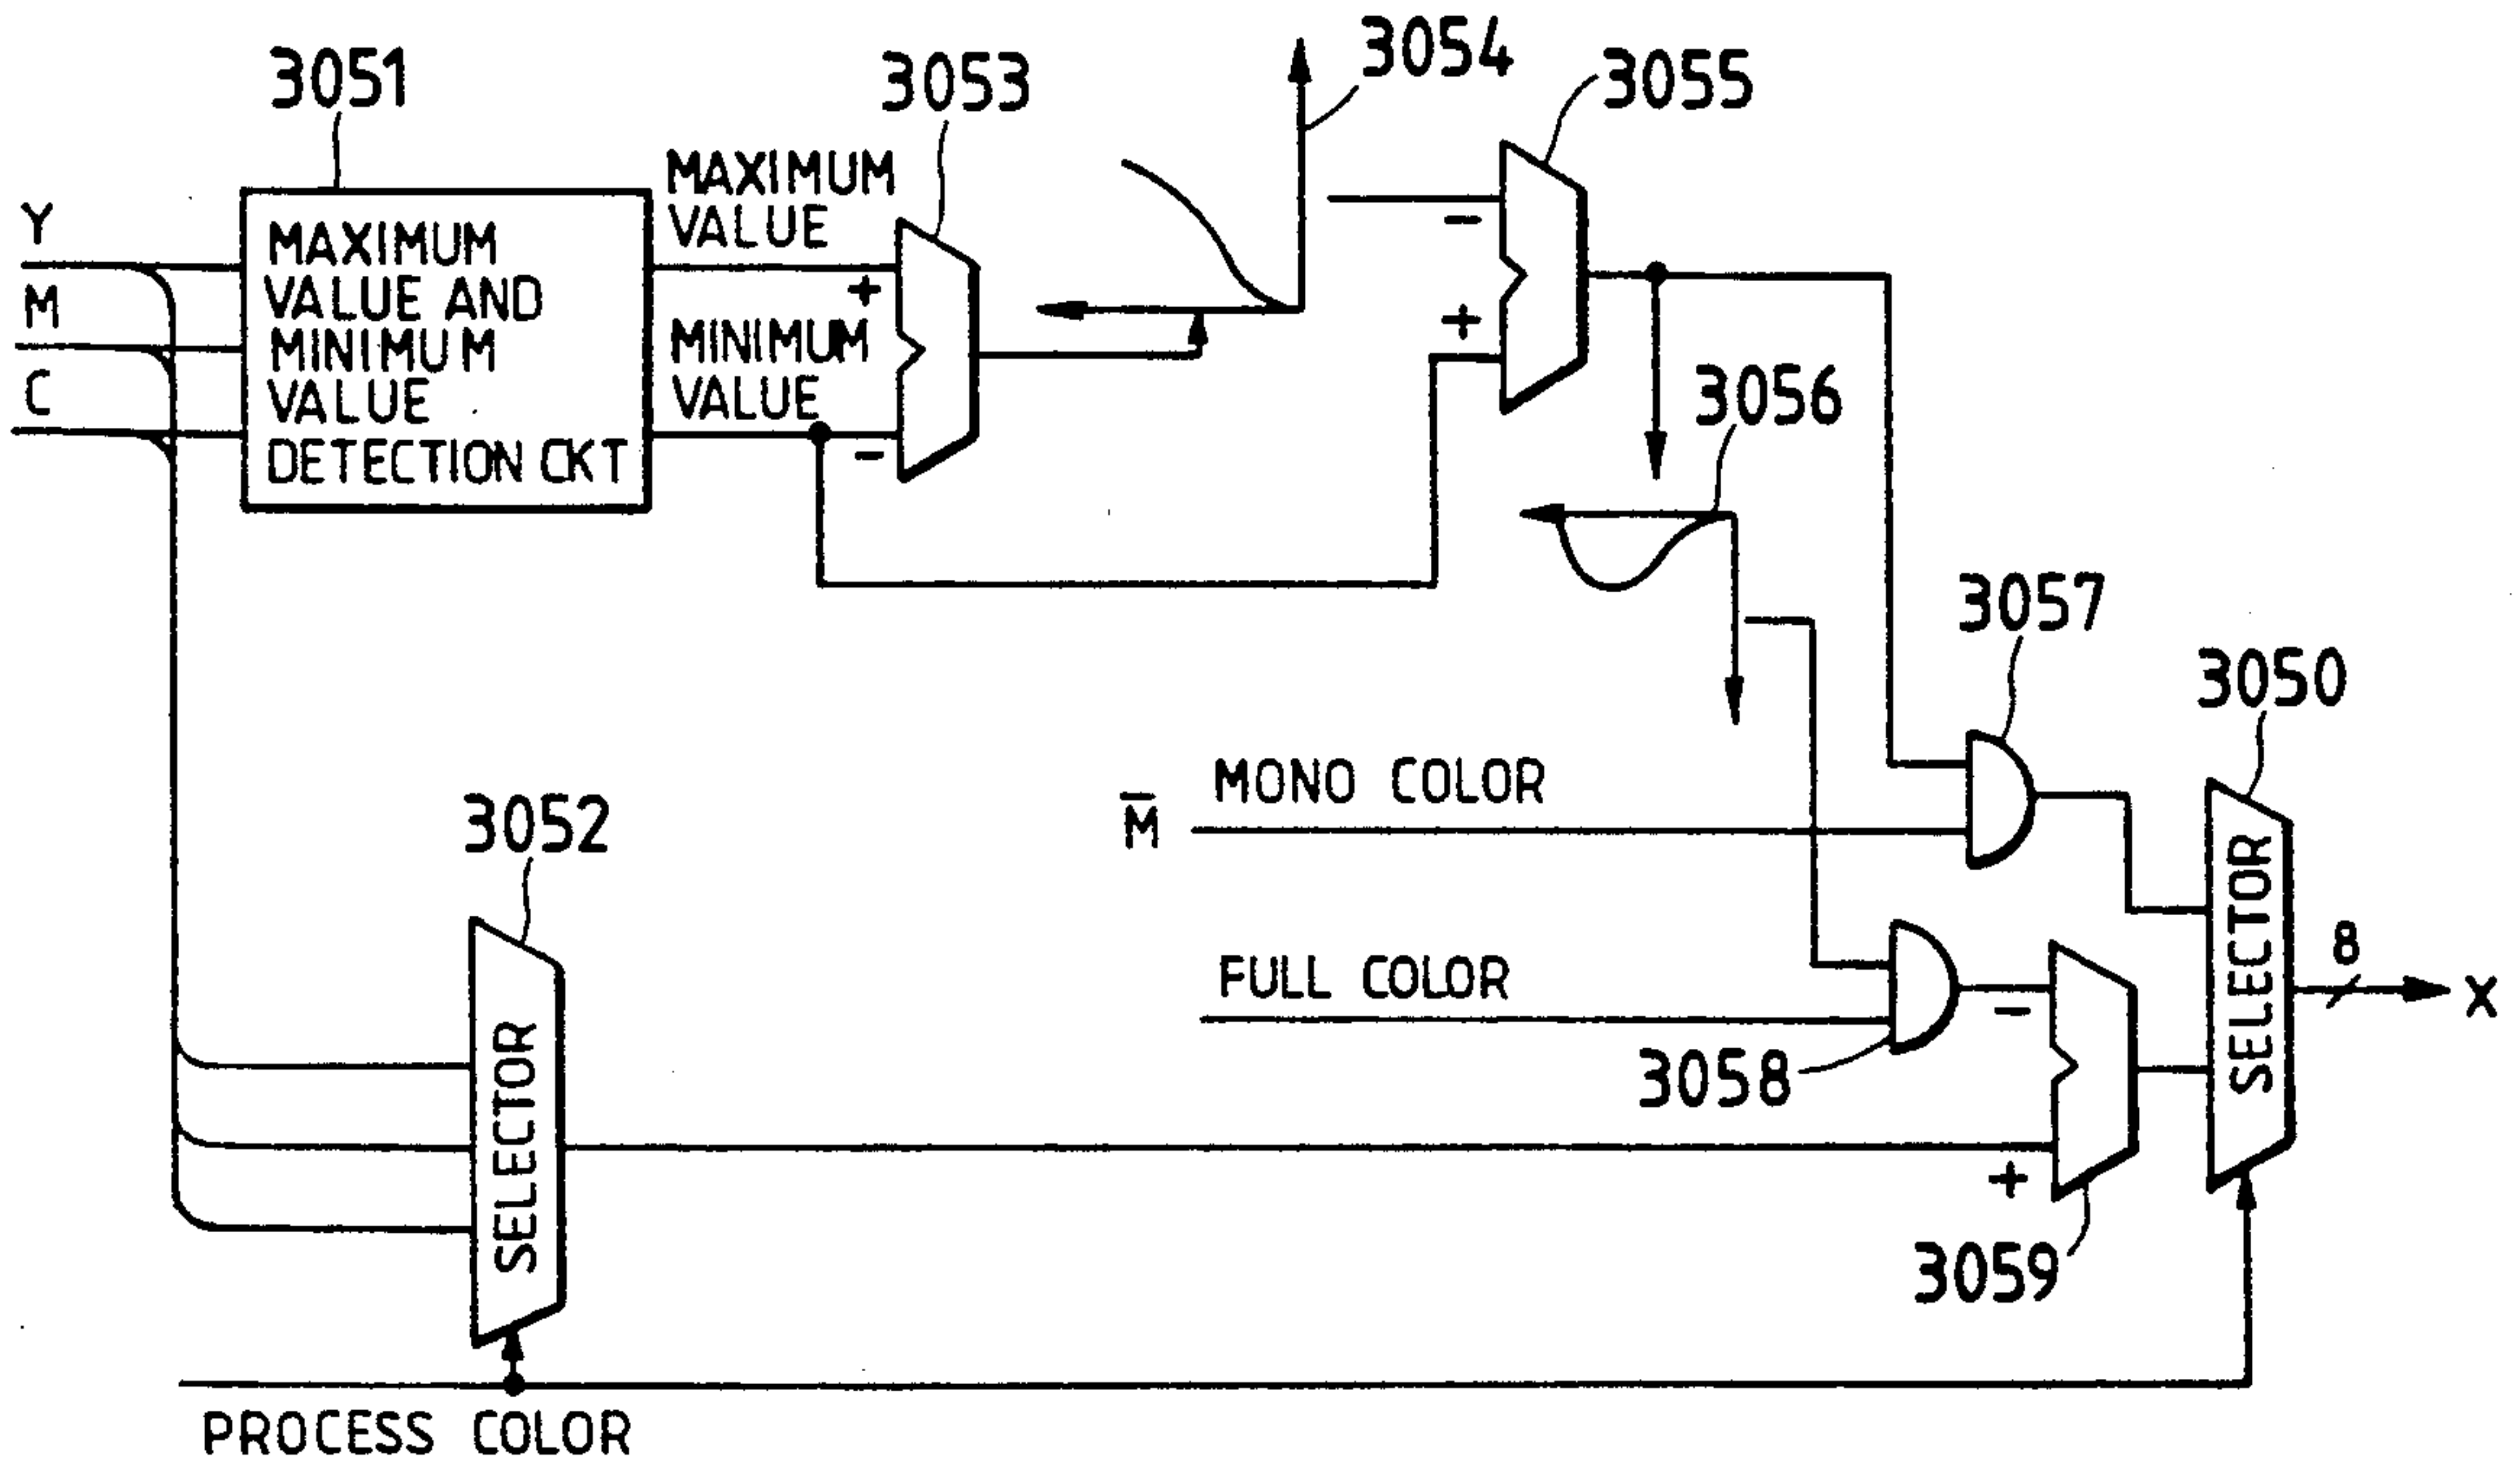 3051
3053
3054
3055
MAXIMUM
VALUE
Y
M
C
MAXIMUM
VALUE AND
MINIMUM
VALUE
DETECTION CKT
+
MINIMUM
VALUE
-
-
+
3056
3057
3050
M̅
MONO COLOR
3052
FULL COLOR
3058
-
+
3059
SELECTOR
SELECTOR
8
X
PROCESS COLOR